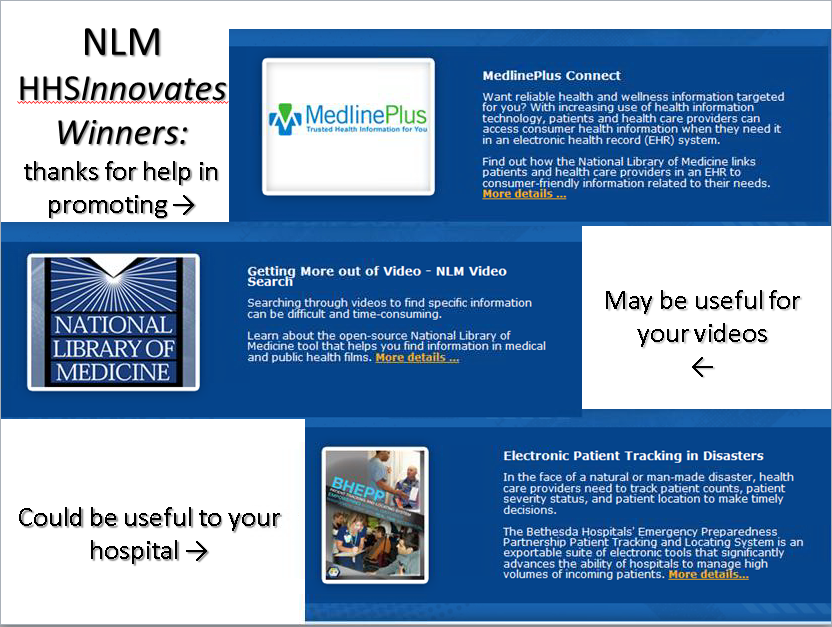 NLM
HHSInnovates
Winners:
thanks for help in
promoting →
MedlinePlus
Trusted Health Information for You
MedlinePlus Connect
Want reliable health and wellness information targeted
for you? With increasing use of health information
technology, patients and health care providers can
access consumer health information when they need it
in an electronic health record (EHR) system.
Find out how the National Library of Medicine links
patients and health care providers in an EHR to
consumer-friendly information related to their needs.
More details ...
NATIONAL
LIBRARY OF
MEDICINE
Getting More out of Video - NLM Video
Search
Searching through videos to find specific information
can be difficult and time-consuming.
Learn about the open-source National Library of
Medicine tool that helps you find information in medical
and public health films. More details ...
May be useful for
your videos
←
Could be useful to your
hospital →
BHEPP
Electronic Patient Tracking in Disasters
In the face of a natural or man-made disaster, health
care providers need to track patient counts, patient
severity status, and patient location to make timely
decisions.
The Bethesda Hospitals' Emergency Preparedness
Partnership Patient Tracking and Locating System is an
exportable suite of electronic tools that significantly
advances the ability of hospitals to manage high
volumes of incoming patients. More details...